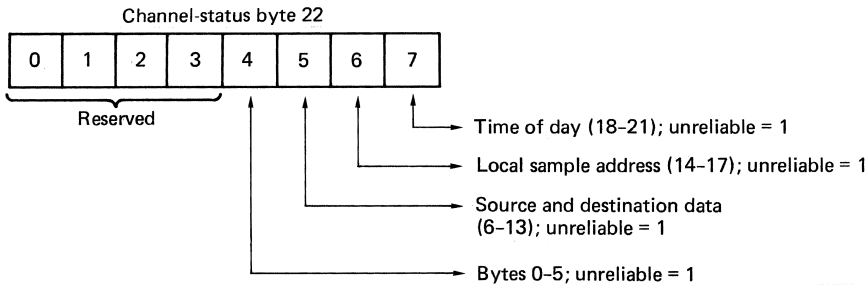 Channel-status byte 22
0 1 2 3 4 5 6 7
Reserved
Time of day (18–21); unreliable = 1
Local sample address (14–17); unreliable = 1
Source and destination data
(6–13); unreliable = 1
Bytes 0–5; unreliable = 1